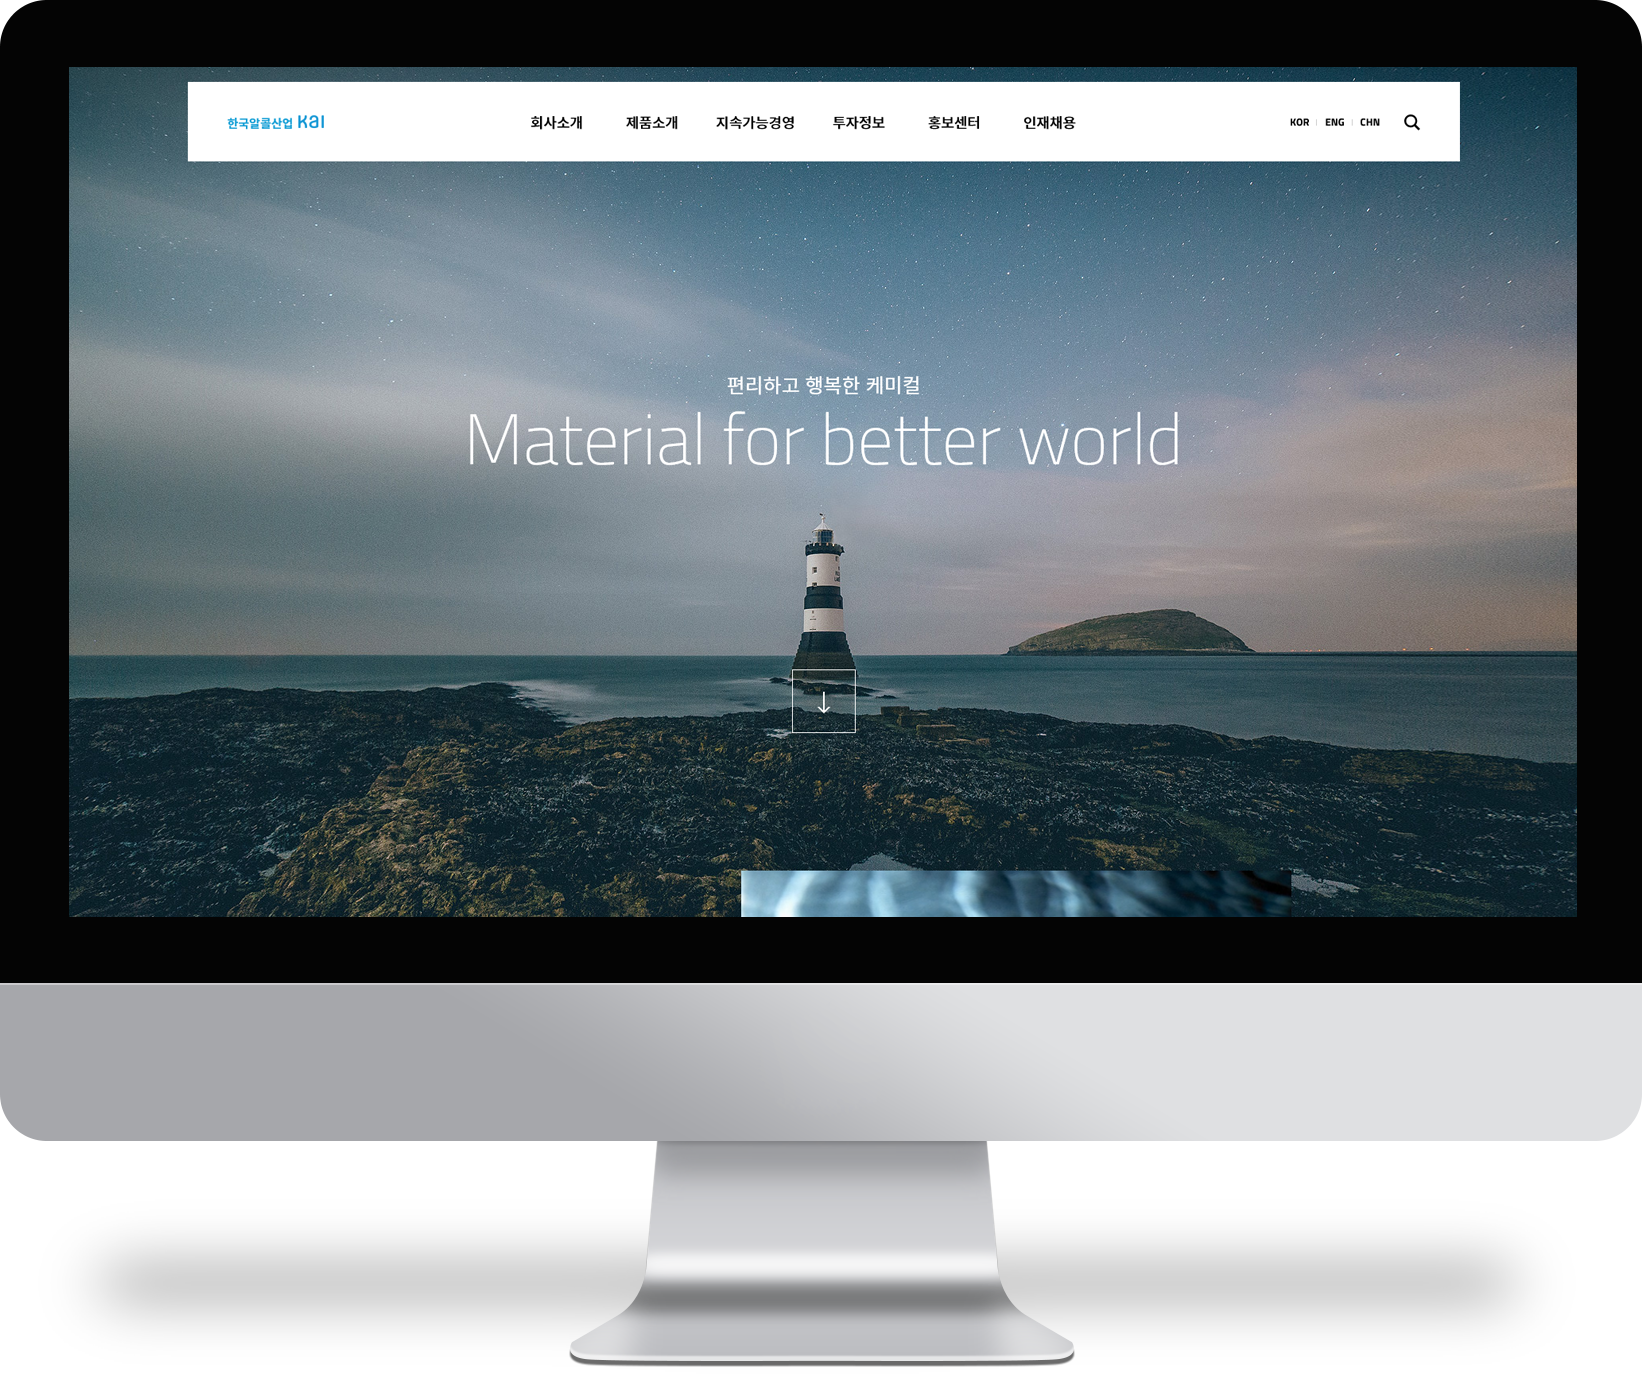 한국알콜산업 KAI
회사소개 제품소개 지속가능경영 투자정보 홍보센터 인재채용
KOR ENG CHN
편리하고 행복한 케미컬
Material for better world